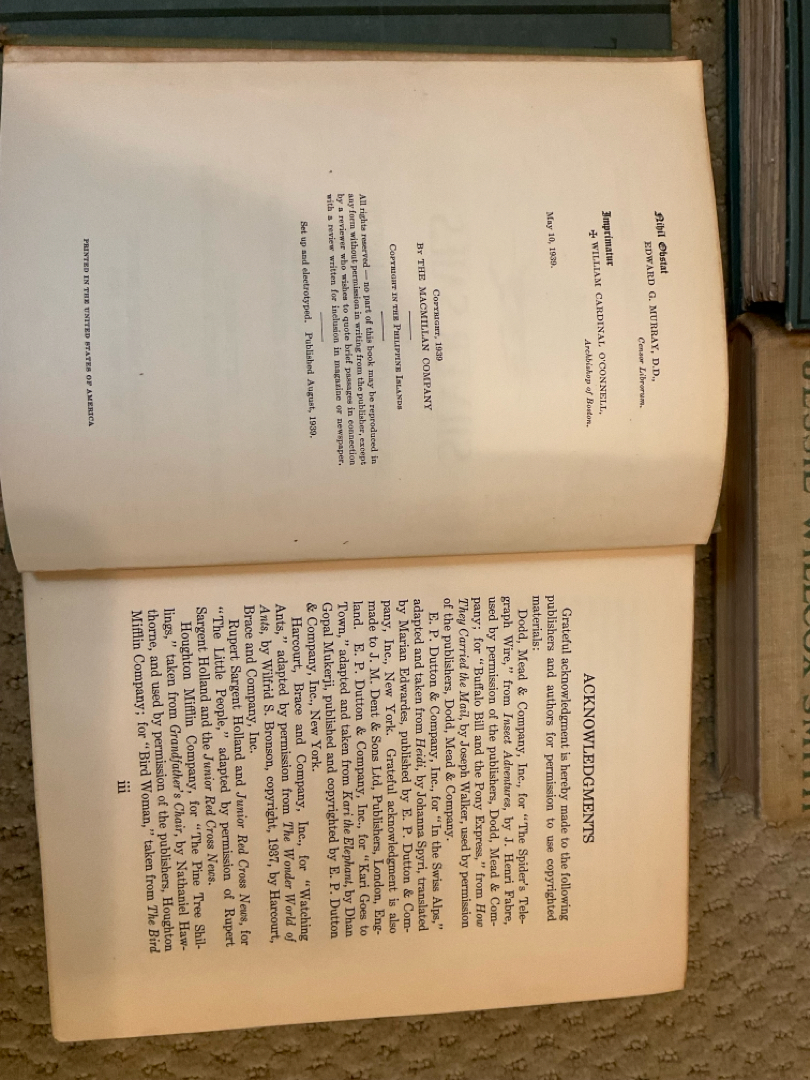 Nihil Obstat
EDWARD G. MURRAY, D.D.,
Censor Librorum.
Imprimatur
✠ WILLIAM CARDINAL O'CONNELL,
Archbishop of Boston.
May 10, 1939.
COPYRIGHT, 1939
BY THE MACMILLAN COMPANY
COPYRIGHT IN THE PHILIPPINE ISLANDS
All rights reserved — no part of this book may be reproduced in
any form without permission in writing from the publisher, except
by a reviewer who wishes to quote brief passages in connection
with a review written for inclusion in magazine or newspaper.
Set up and electrotyped. Published August, 1939.
PRINTED IN THE UNITED STATES OF AMERICA
ACKNOWLEDGMENTS
Grateful acknowledgment is hereby made to the following
publishers and authors for permission to use copyrighted
materials:
Dodd, Mead & Company, Inc., for "The Spider's Tele-
graph Wire," from Insect Adventures, by J. Henri Fabre,
used by permission of the publishers, Dodd, Mead & Com-
pany; for "Buffalo Bill and the Pony Express," from How
They Carried the Mail, by Joseph Walker, used by permission
of the publishers, Dodd, Mead & Company.
E. P. Dutton & Company, Inc., for "In the Swiss Alps,"
adapted and taken from Heidi, by Johanna Spyri, translated
by Marian Edwardes, published by E. P. Dutton & Com-
pany, Inc., New York. Grateful acknowledgment is also
made to J. M. Dent & Sons Ltd, Publishers, London, Eng-
land. E. P. Dutton & Company, Inc., for "Kari Goes to
Town," adapted and taken from Kari the Elephant, by Dhan
Gopal Mukerji, published and copyrighted by E. P. Dutton
& Company, Inc., New York.
Harcourt, Brace and Company, Inc., for "Watching
Ants," adapted by permission from The Wonder World of
Ants, by Wilfrid S. Bronson, copyright, 1937, by Harcourt,
Brace and Company, Inc.
Rupert Sargent Holland and Junior Red Cross News, for
"The Little People," adapted by permission of Rupert
Sargent Holland and the Junior Red Cross News.
Houghton Mifflin Company, for "The Pine Tree Shil-
lings," taken from Grandfather's Chair, by Nathaniel Haw-
thorne, and used by permission of the publishers, Houghton
Mifflin Company; for "Bird Woman," taken from The Bird
iii
JESSIE WILLCOX S